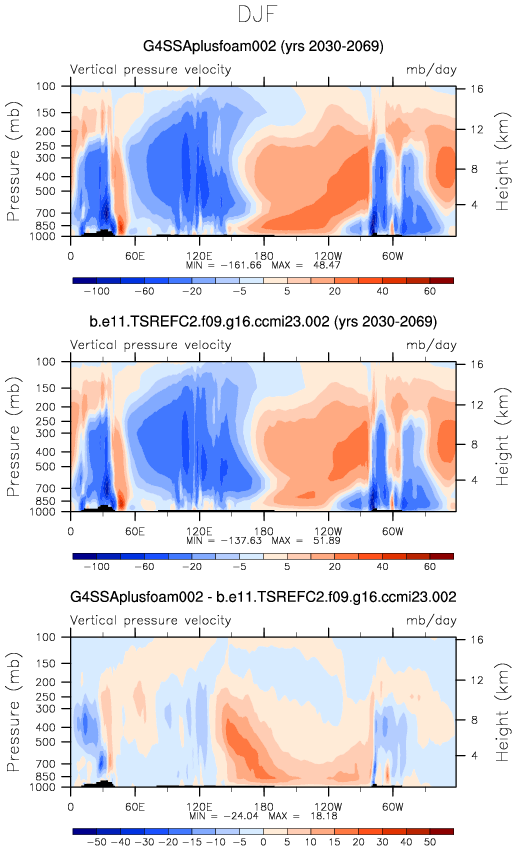 DJF
G4SSAplusfoam002 (yrs 2030-2069)
Vertical pressure velocity mb/day
Pressure (mb)
100
150
200
250
300
400
500
700
850
1000
16
12
8
4
Height (km)
0 60E 120E 180 120W 60W
MIN = -161.66 MAX = 48.47
-100 -60 -20 -5 5 20 40 60
b.e11.TSREFC2.f09.g16.ccmi23.002 (yrs 2030-2069)
Vertical pressure velocity mb/day
Pressure (mb)
100
150
200
250
300
400
500
700
850
1000
16
12
8
4
Height (km)
0 60E 120E 180 120W 60W
MIN = -137.63 MAX = 51.89
-100 -60 -20 -5 5 20 40 60
G4SSAplusfoam002 - b.e11.TSREFC2.f09.g16.ccmi23.002
Vertical pressure velocity mb/day
Pressure (mb)
100
150
200
250
300
400
500
700
850
1000
16
12
8
4
Height (km)
0 60E 120E 180 120W 60W
MIN = -24.04 MAX = 18.18
-50 -40 -30 -20 -15 -10 -5 0 5 10 15 20 30 40 50